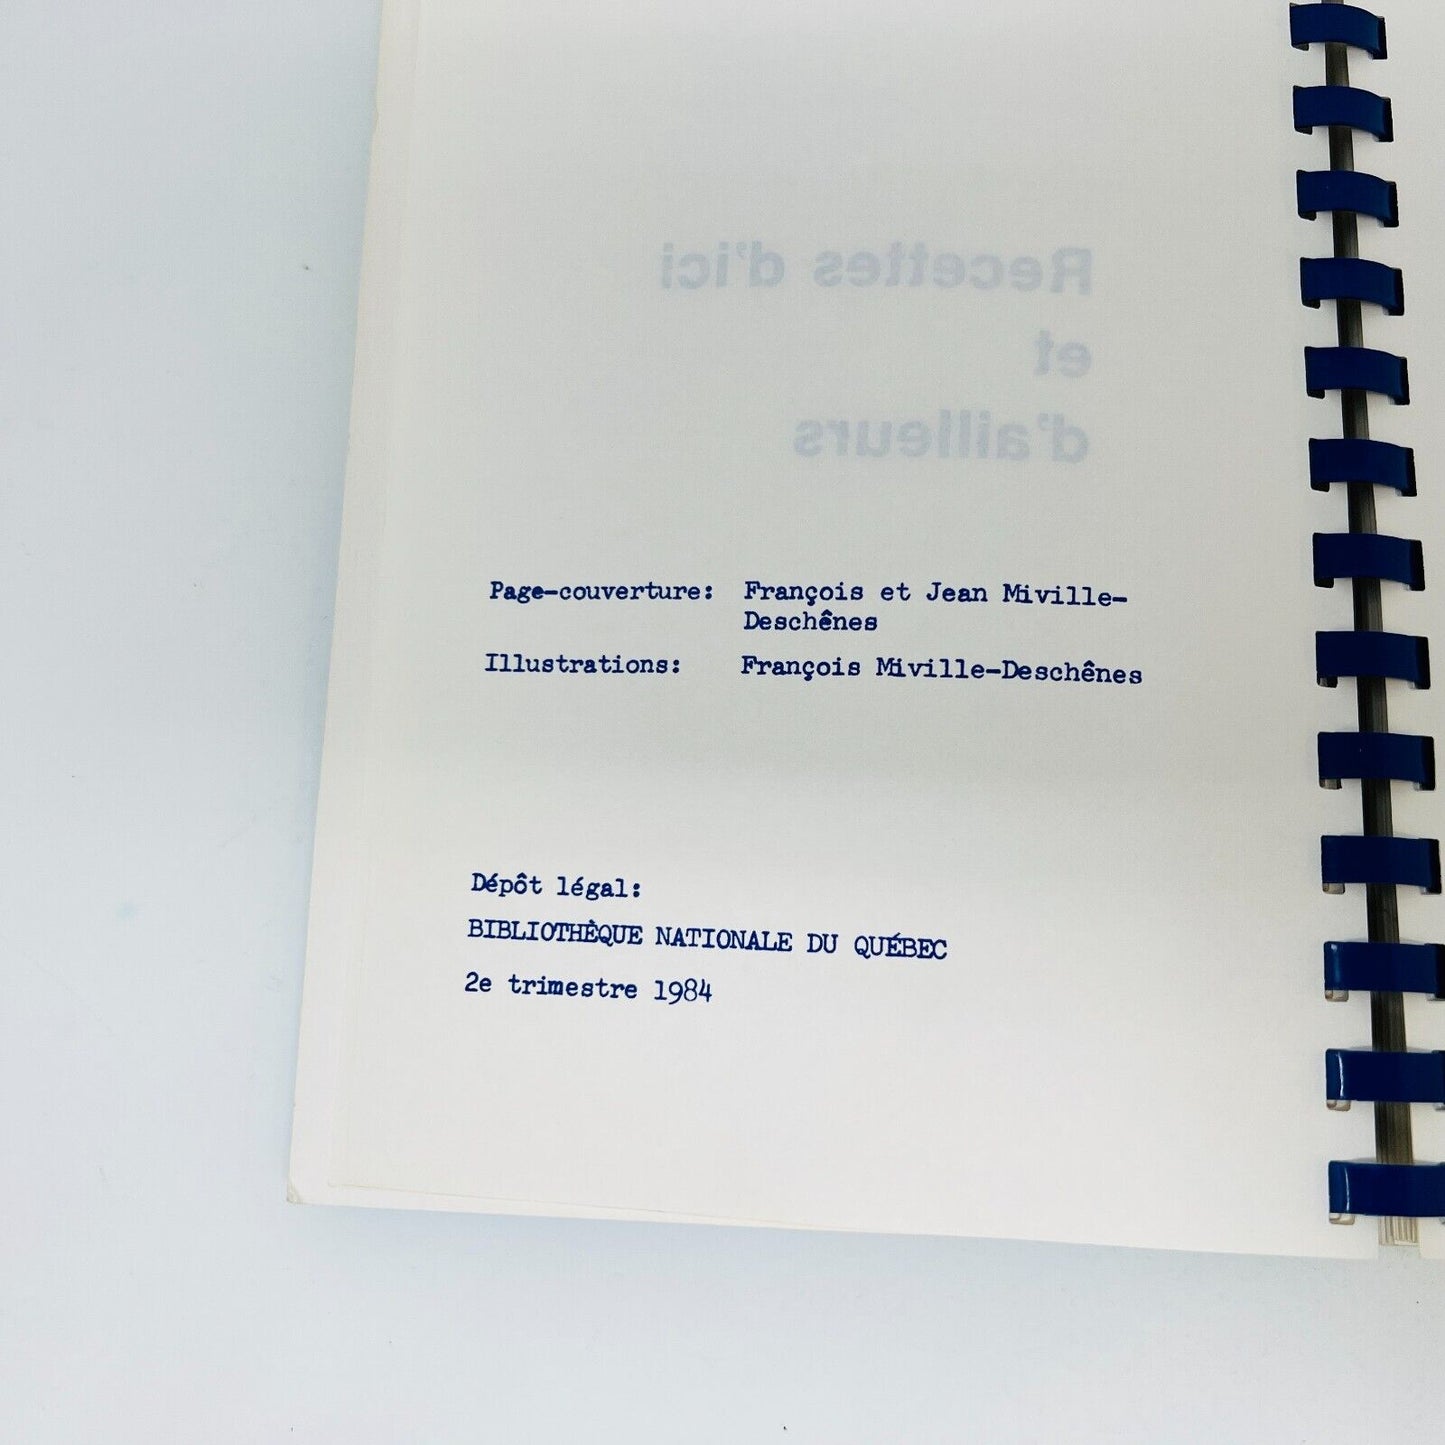 Recettes d'ici
et
d'ailleurs
Page-couverture: François et Jean Miville-
Deschênes
Illustrations: François Miville-Deschênes
Dépôt légal:
BIBLIOTHÈQUE NATIONALE DU QUÉBEC
2e trimestre 1984